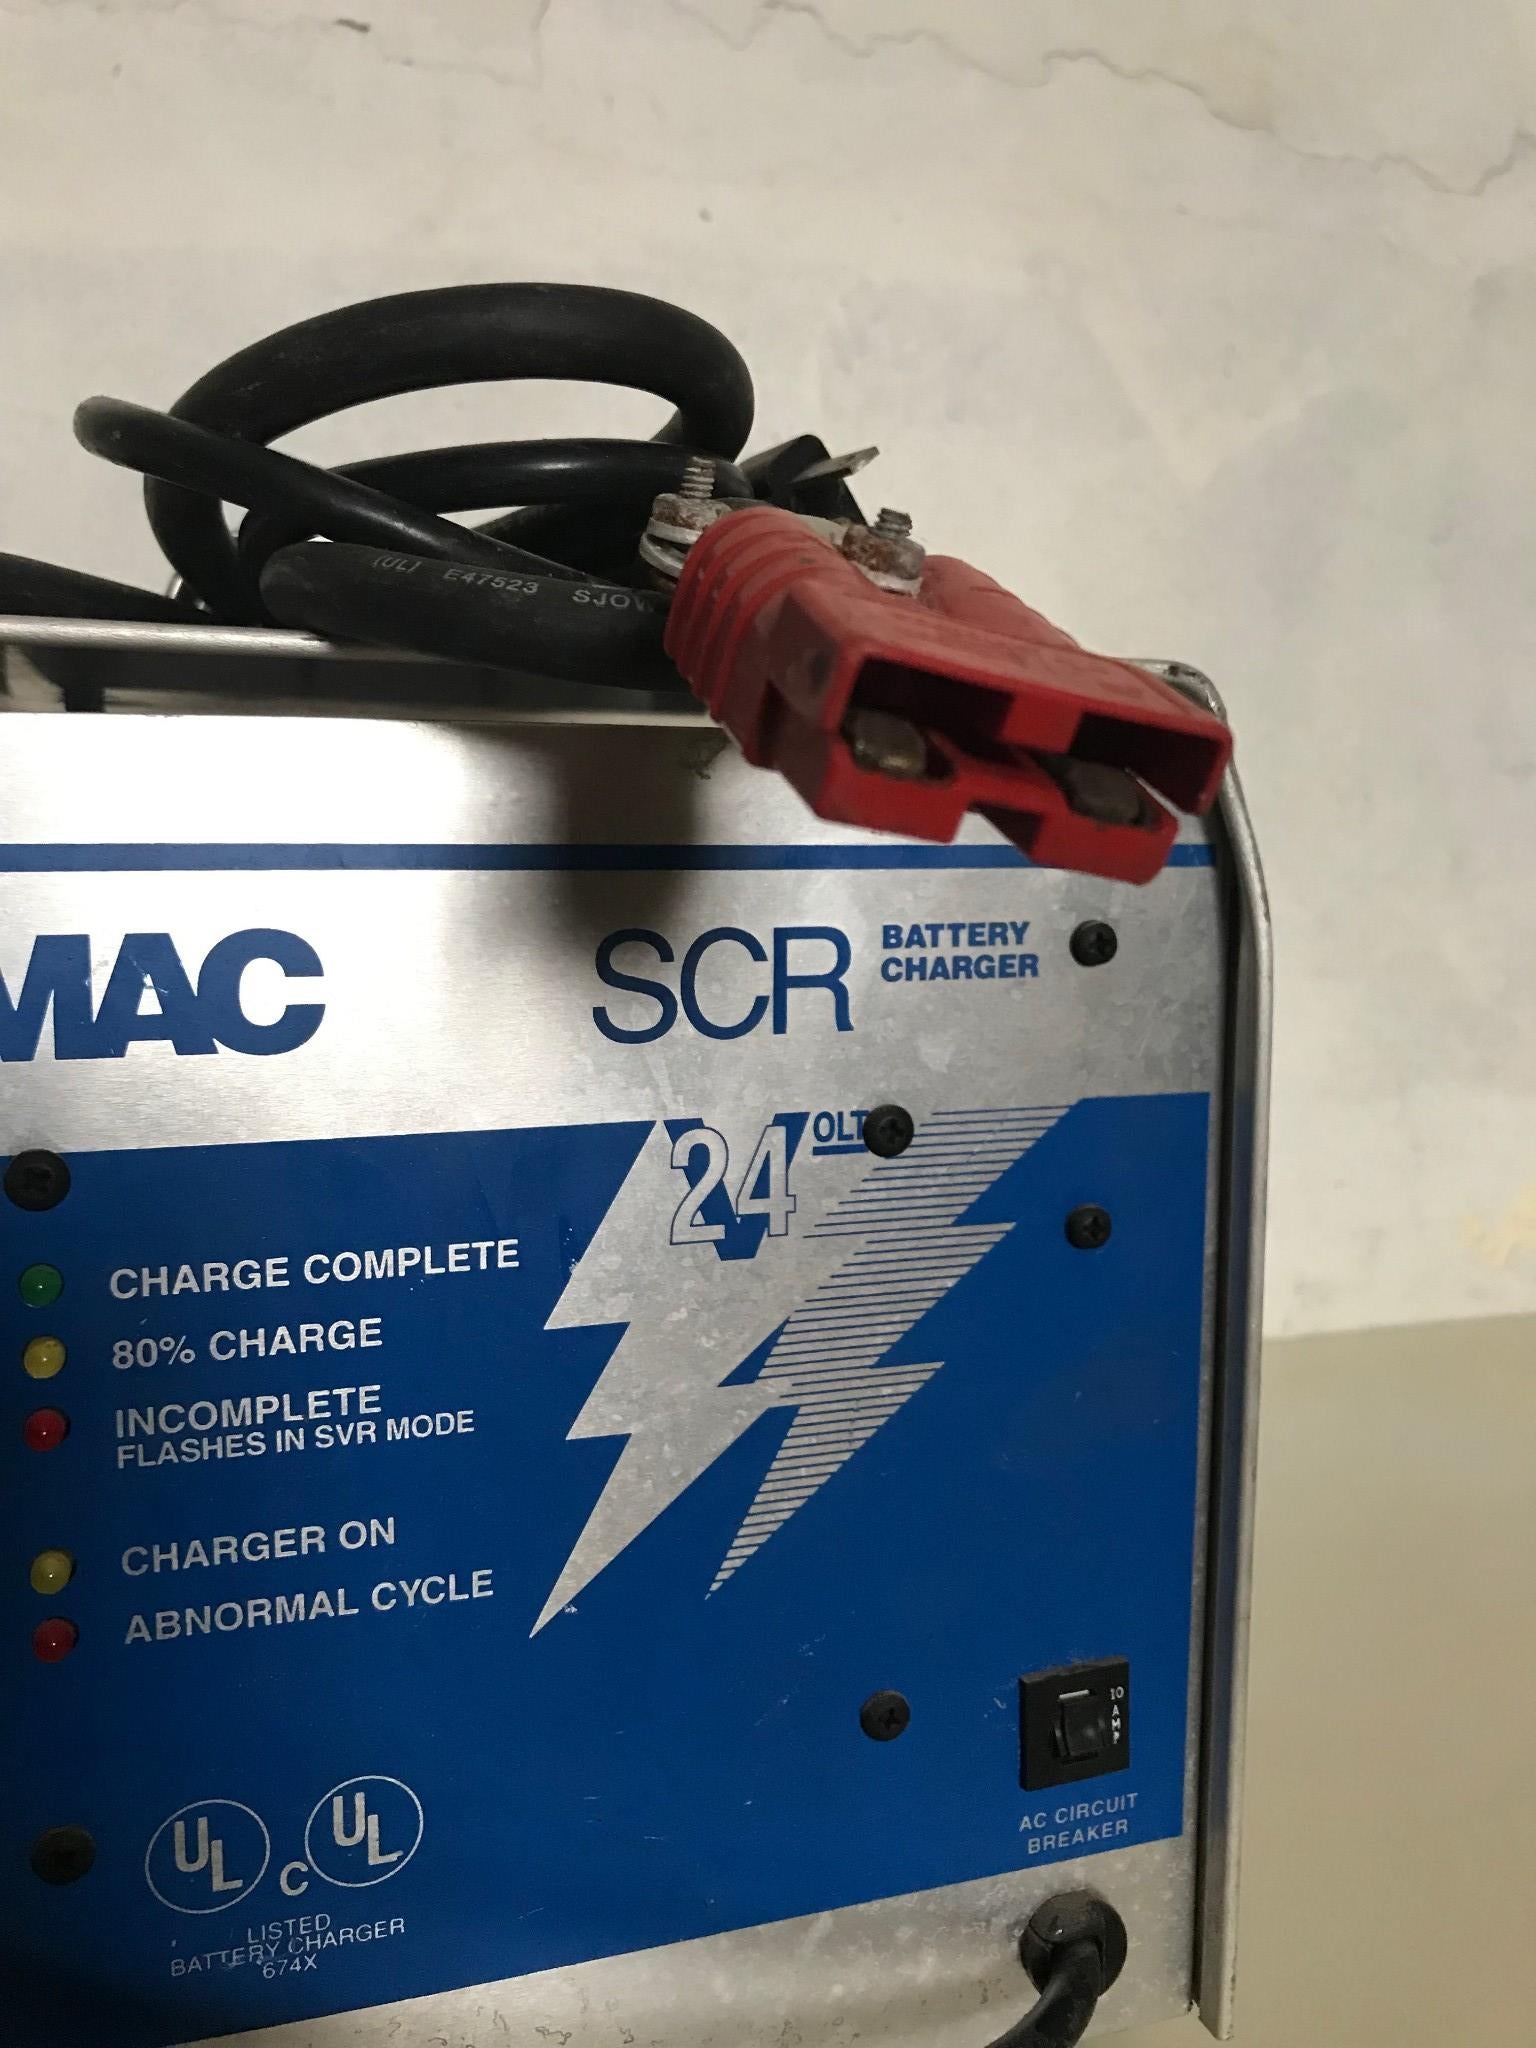 (UL) E47523 SJOW
MAC SCR BATTERY
CHARGER
24 VOLT
CHARGE COMPLETE
80% CHARGE
INCOMPLETE
FLASHES IN SVR MODE
CHARGER ON
ABNORMAL CYCLE
10 AMP
AC CIRCUIT
BREAKER
UL C UL
LISTED
BATTERY CHARGER
674X